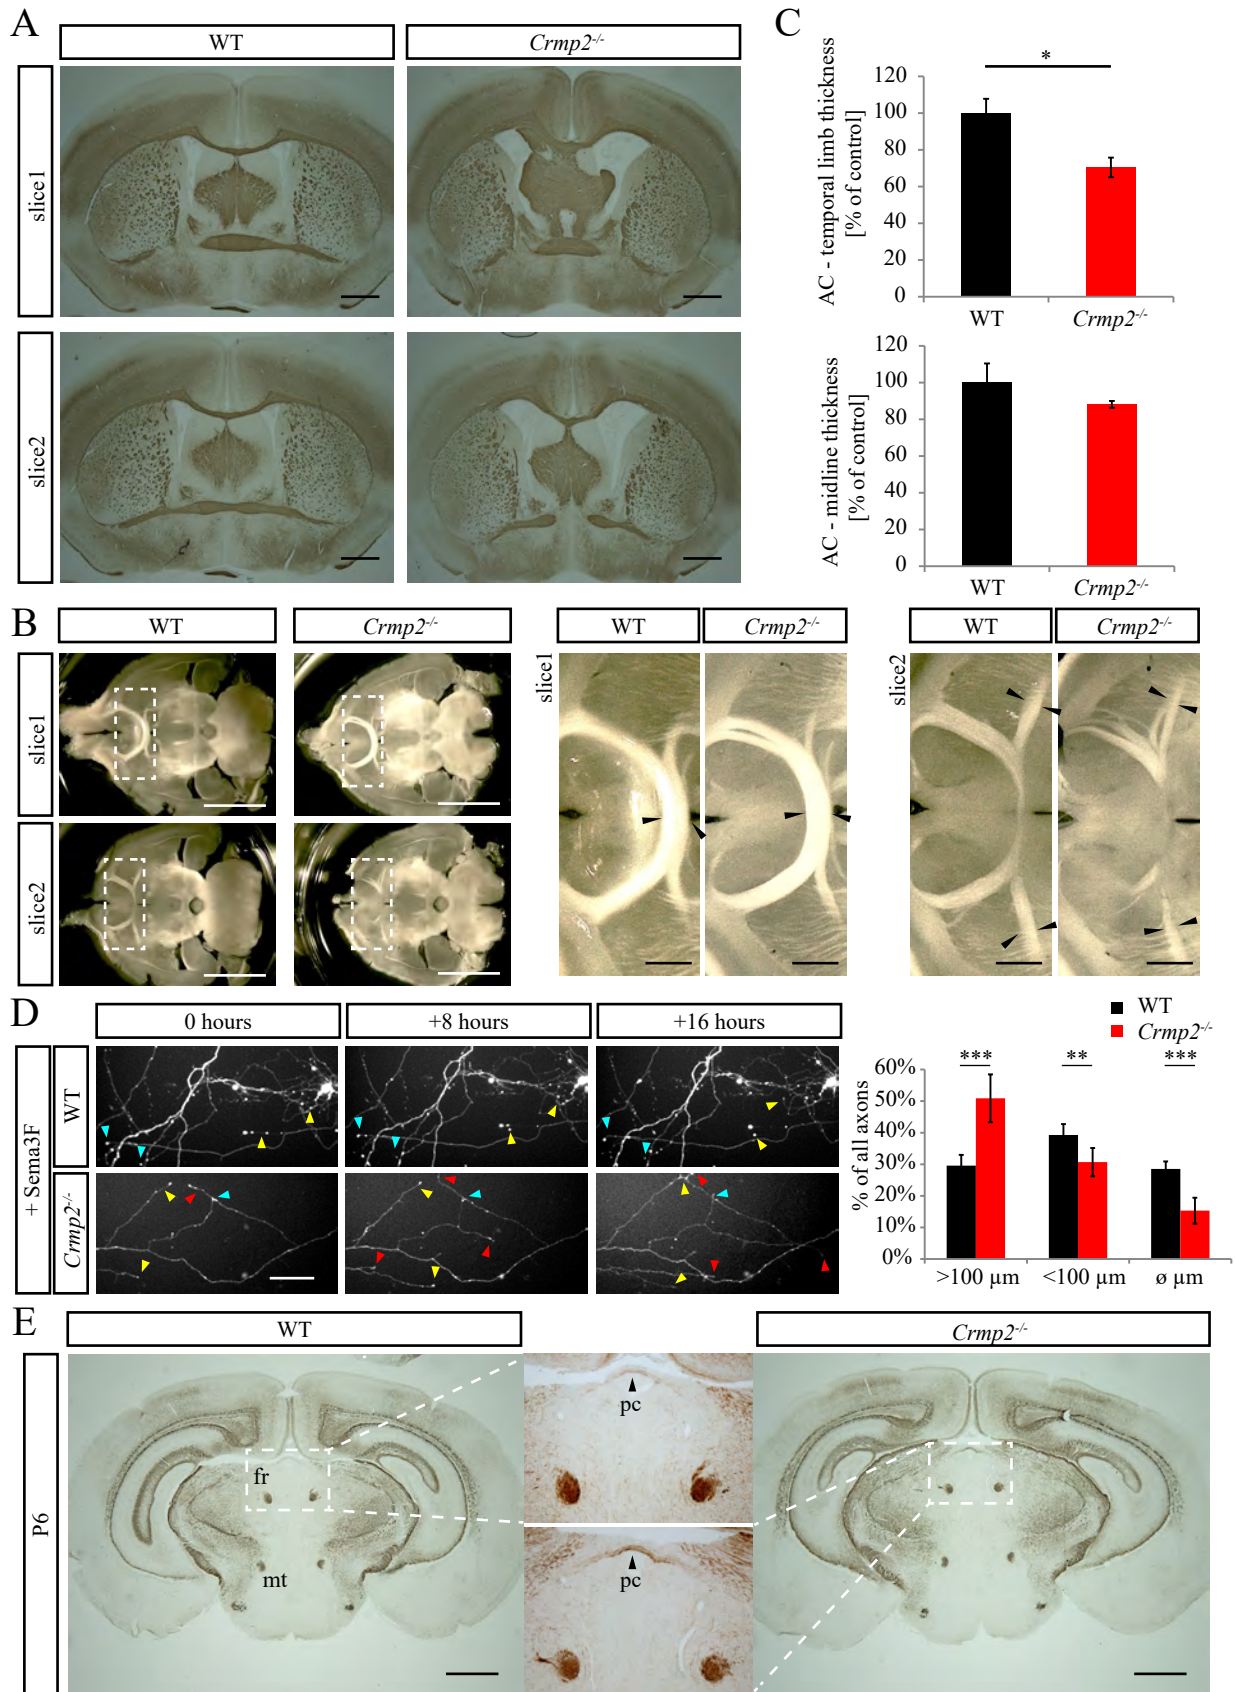 A
WT
Crmp2-/-
slice1
slice2
C
*
AC - temporal limb thickness
[% of control]
120
100
80
60
40
20
0
WT
Crmp2-/-
AC - midline thickness
[% of control]
120
100
80
60
40
20
0
WT
Crmp2-/-
B
WT
Crmp2-/-
slice1
slice2
WT
Crmp2-/-
slice1
WT
Crmp2-/-
slice2
D
0 hours
+8 hours
+16 hours
+ Sema3F
WT
Crmp2-/-
WT
Crmp2-/-
***
**
***
% of all axons
60%
50%
40%
30%
20%
10%
0%
>100 µm
<100 µm
ø µm
E
WT
Crmp2-/-
P6
fr
mt
pc
pc